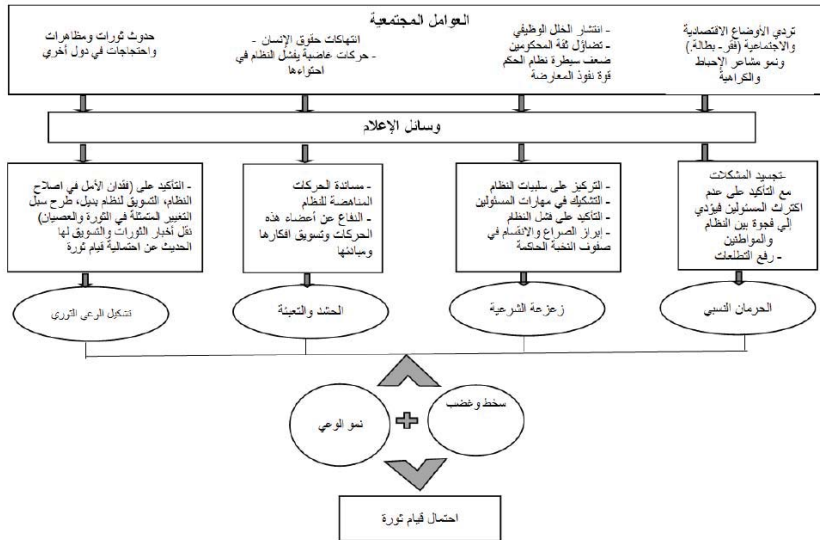 العوامل المجتمعية
تردي الأوضاع الاقتصادية
والاجتماعية (فقر- بطالة.)
ونمو مشاعر الإحباط
والكراهية
- انتشار الخلل الوظيفي
- تضاؤل ثقة المحكومين
ضعف سيطرة نظام الحكم
قوة نفوذ المعارضة
انتهاكات حقوق الإنسان -
- حركات غاضبة يفشل النظام في
احتواءها
حدوث ثورات ومظاهرات
واحتجاجات في دول أخري
وسائل الإعلام
-تجسيد المشكلات
مع التأكيد على عدم
اكتراث المسئولين فيؤدي
إلي فجوة بين النظام
والمواطنين
- رفع التطلعات
- التركيز على سلبيات النظام
- التشكيك في مهارات المسئولين
- التأكيد على فشل النظام
- إبراز الصراع والانقسام في
صفوف النخبة الحاكمة
- مساندة الحركات
المناهضة للنظام
- الدفاع عن أعضاء هذه
الحركات وتسويق افكارها
ومبادئها
- التأكيد على (فقدان الأمل في اصلاح
النظام، التسويق لنظام بديل، طرح سبل
التغيير المتمثلة في الثورة والعصيان)
نقل أخبار الثورات والتسويق لها
الحديث عن احتمالية قيام ثورة
الحرمان النسبي
زعزعة الشرعية
الحشد والتعبئة
تشكيل الوعي الثوري
سخط وغضب
+
نمو الوعي
احتمال قيام ثورة